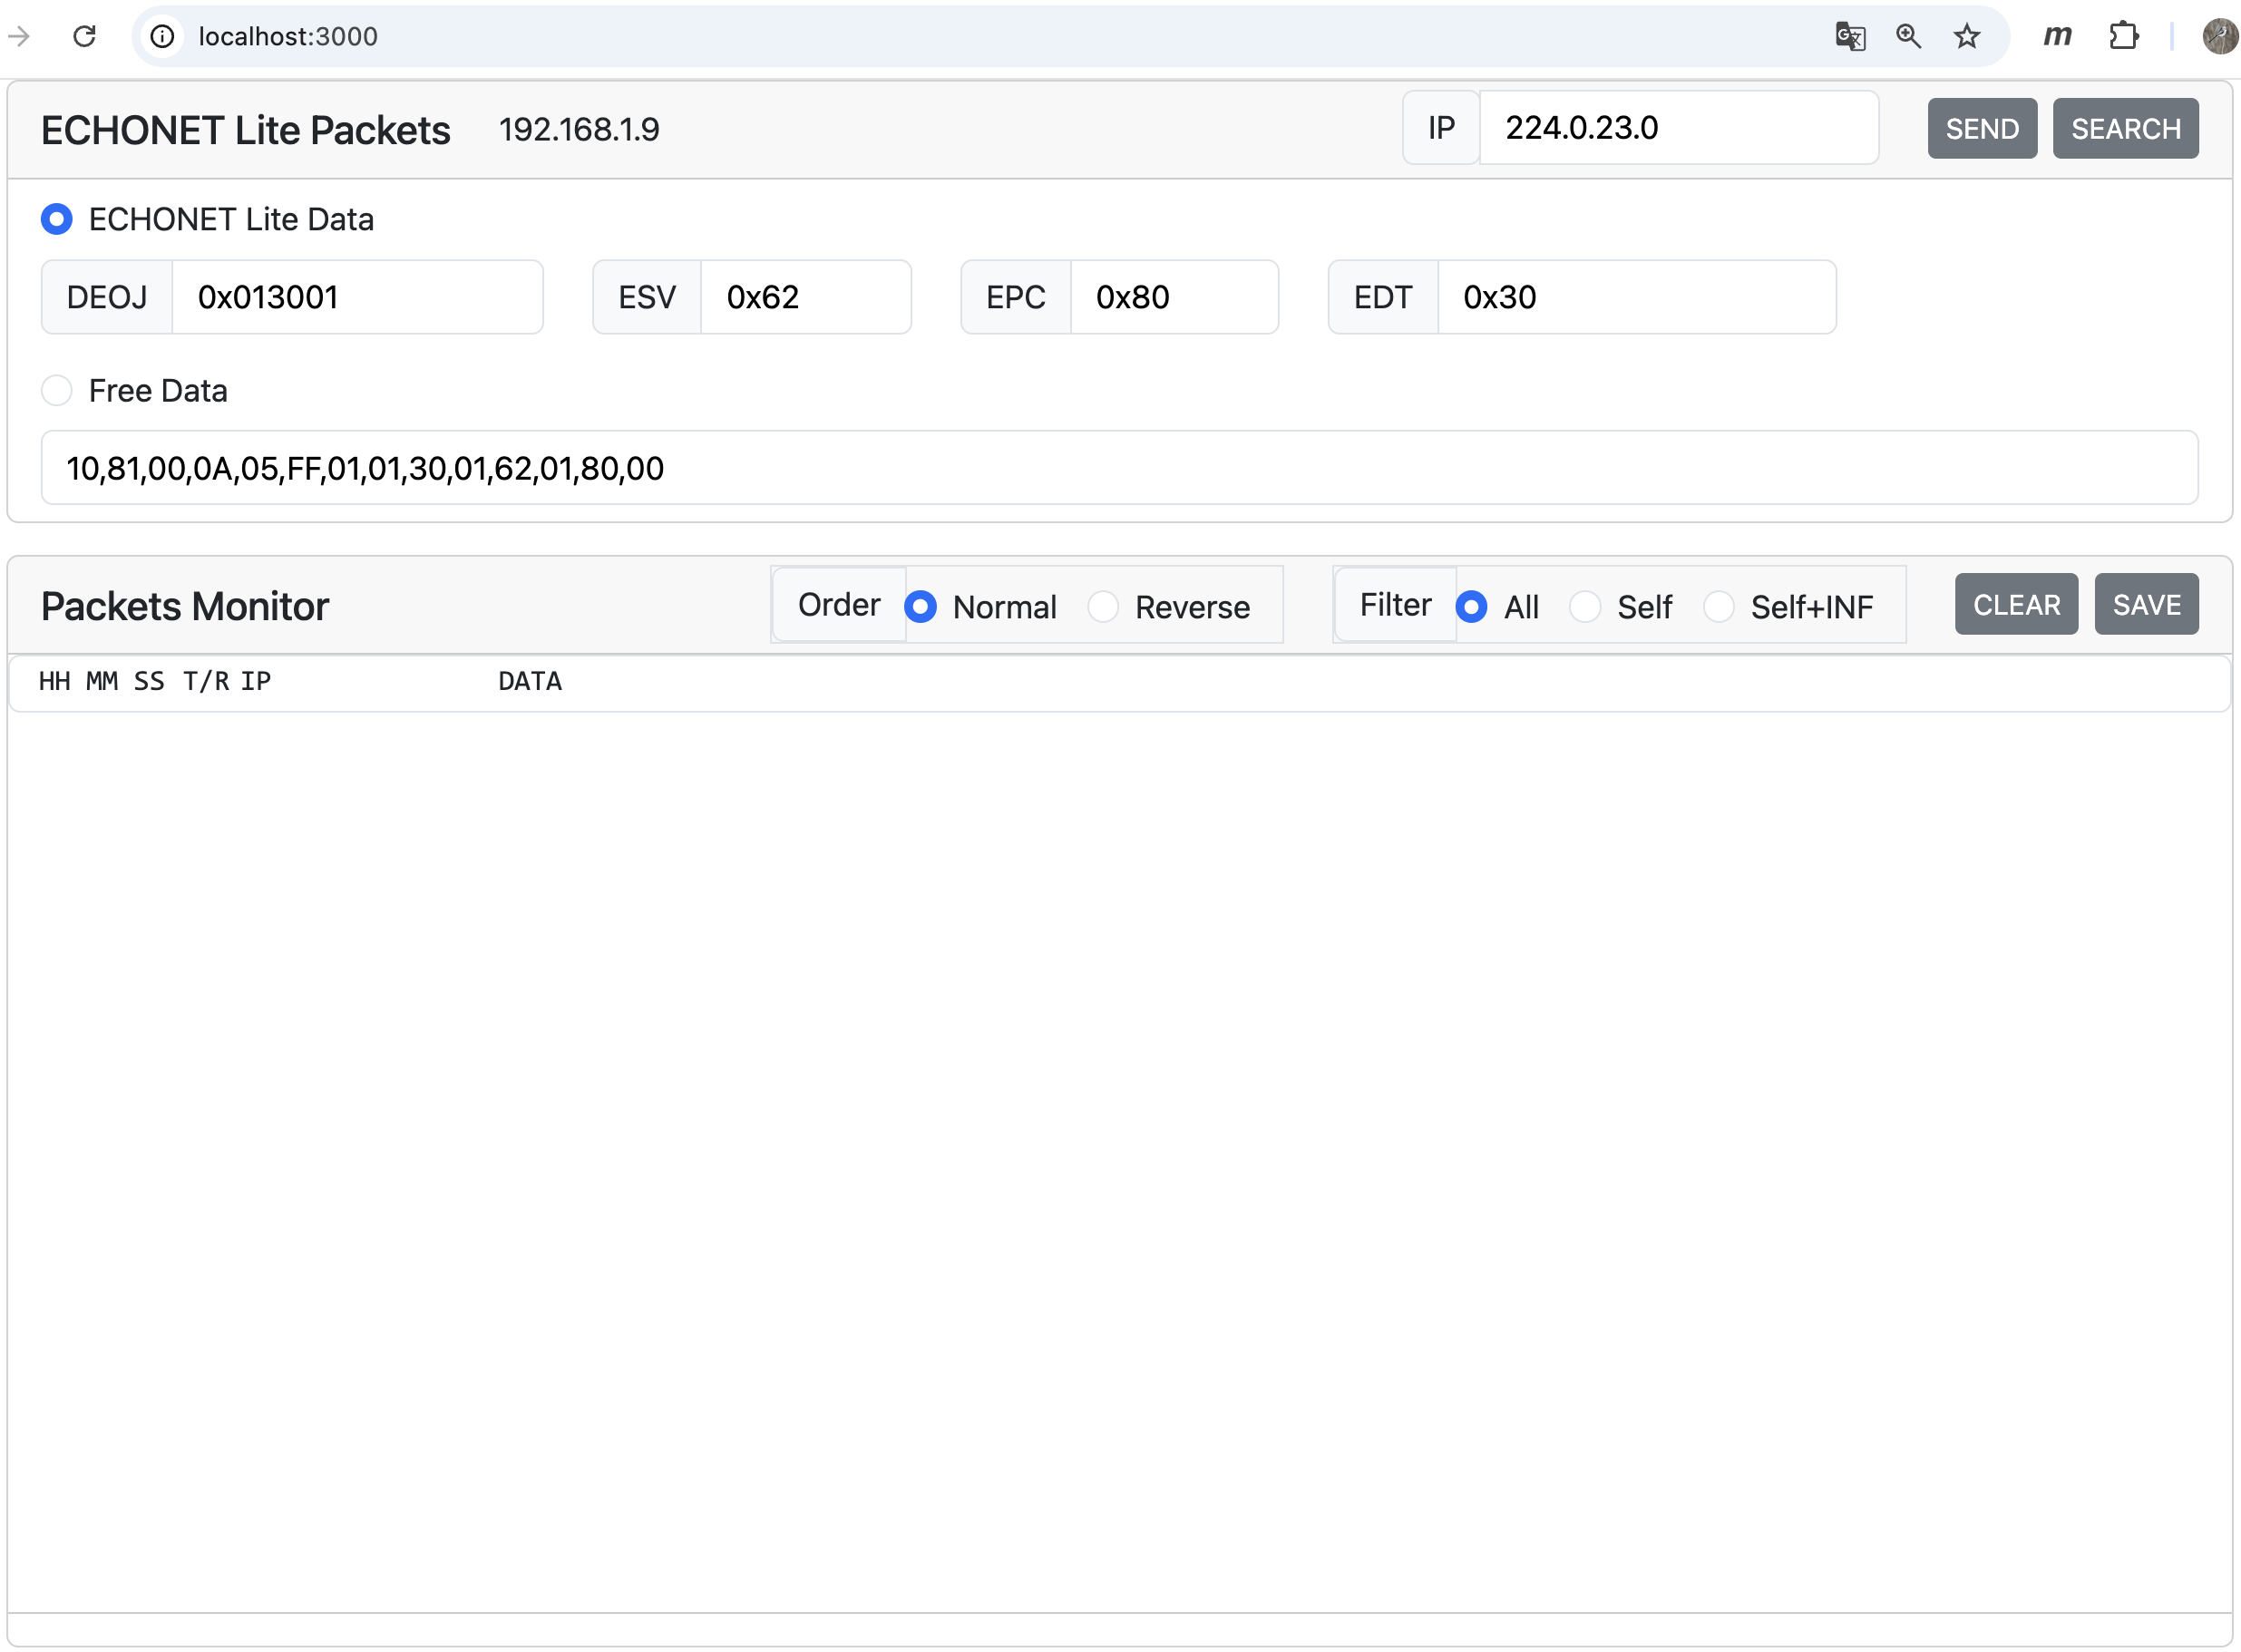 localhost:3000
ECHONET Lite Packets 192.168.1.9 IP 224.0.23.0 SEND SEARCH
ECHONET Lite Data
DEOJ 0x013001 ESV 0x62 EPC 0x80 EDT 0x30
Free Data
10,81,00,0A,05,FF,01,01,30,01,62,01,80,00
Packets Monitor Order Normal Reverse Filter All Self Self+INF CLEAR SAVE
HH MM SS T/R IP DATA